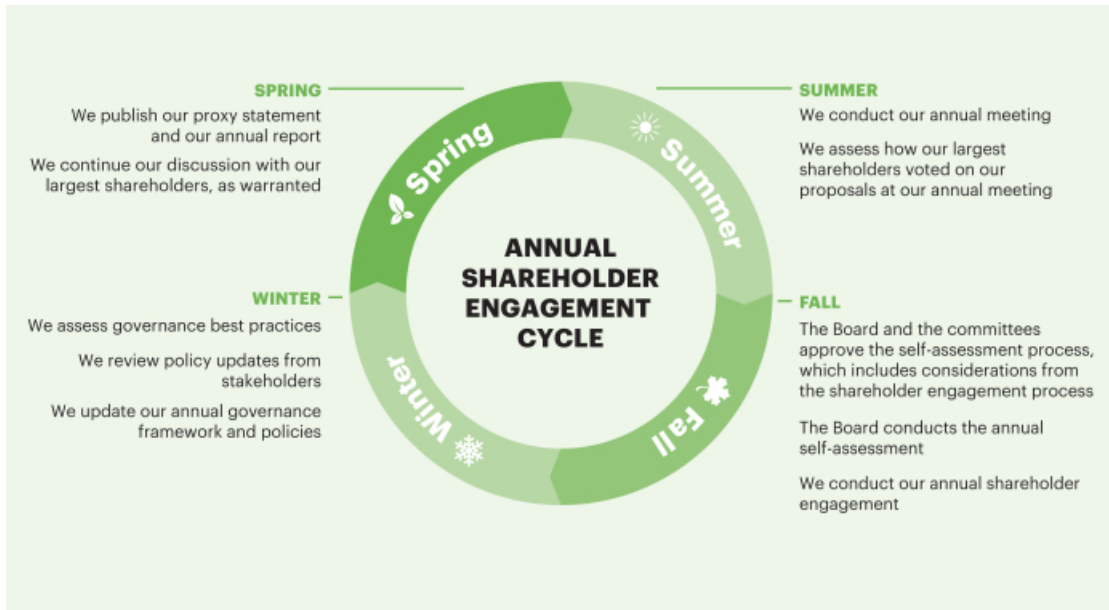 SPRING
We publish our proxy statement
and our annual report
We continue our discussion with our
largest shareholders, as warranted
SUMMER
We conduct our annual meeting
We assess how our largest
shareholders voted on our
proposals at our annual meeting
Spring
Summer
ANNUAL
SHAREHOLDER
ENGAGEMENT
CYCLE
WINTER
We assess governance best practices
We review policy updates from
stakeholders
We update our annual governance
framework and policies
FALL
The Board and the committees
approve the self-assessment process,
which includes considerations from
the shareholder engagement process
The Board conducts the annual
self-assessment
We conduct our annual shareholder
engagement
Winter
Fall